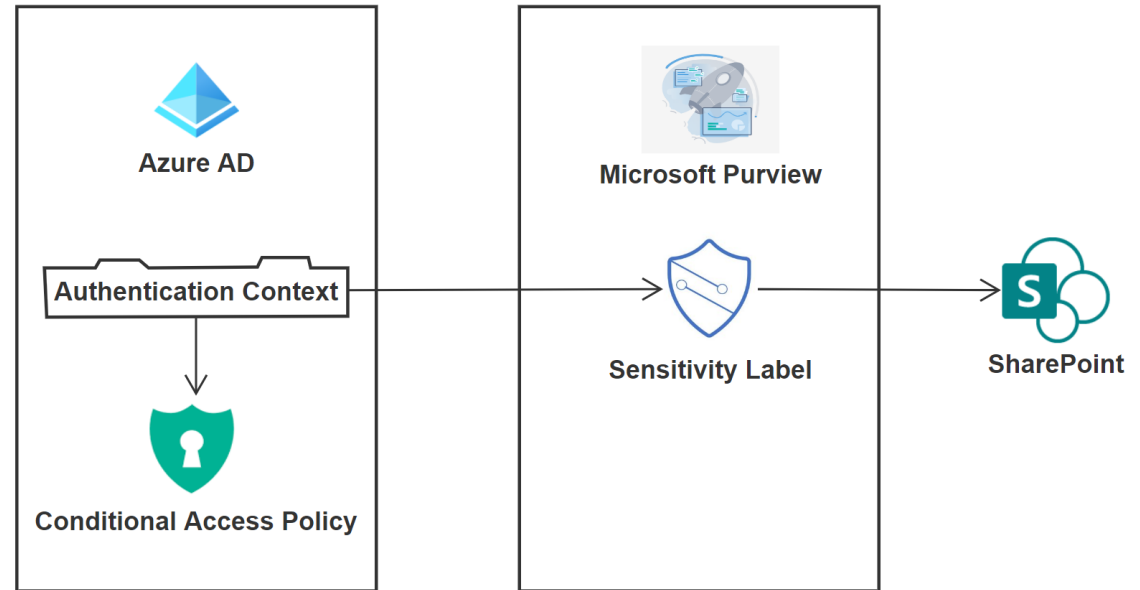 Azure AD
Authentication Context
Conditional Access Policy
Microsoft Purview
Sensitivity Label
S
SharePoint